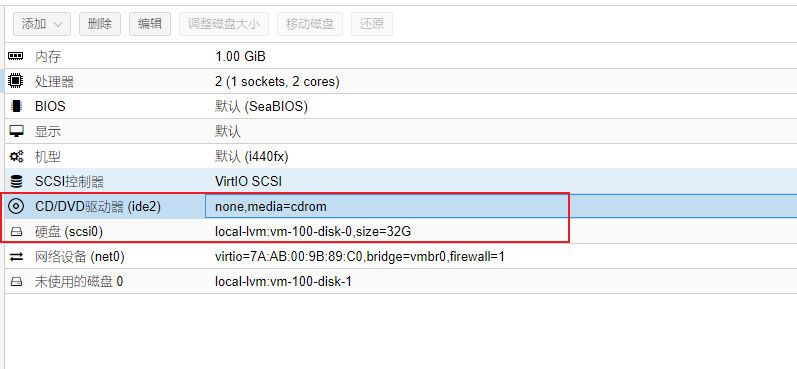 添加 删除 编辑 调整磁盘大小 移动磁盘 还原
内存 1.00 GiB
处理器 2 (1 sockets, 2 cores)
BIOS 默认 (SeaBIOS)
显示 默认
机型 默认 (i440fx)
SCSI控制器 VirtIO SCSI
CD/DVD驱动器 (ide2) none,media=cdrom
硬盘 (scsi0) local-lvm:vm-100-disk-0,size=32G
网络设备 (net0) virtio=7A:AB:00:9B:89:C0,bridge=vmbr0,firewall=1
未使用的磁盘 0 local-lvm:vm-100-disk-1